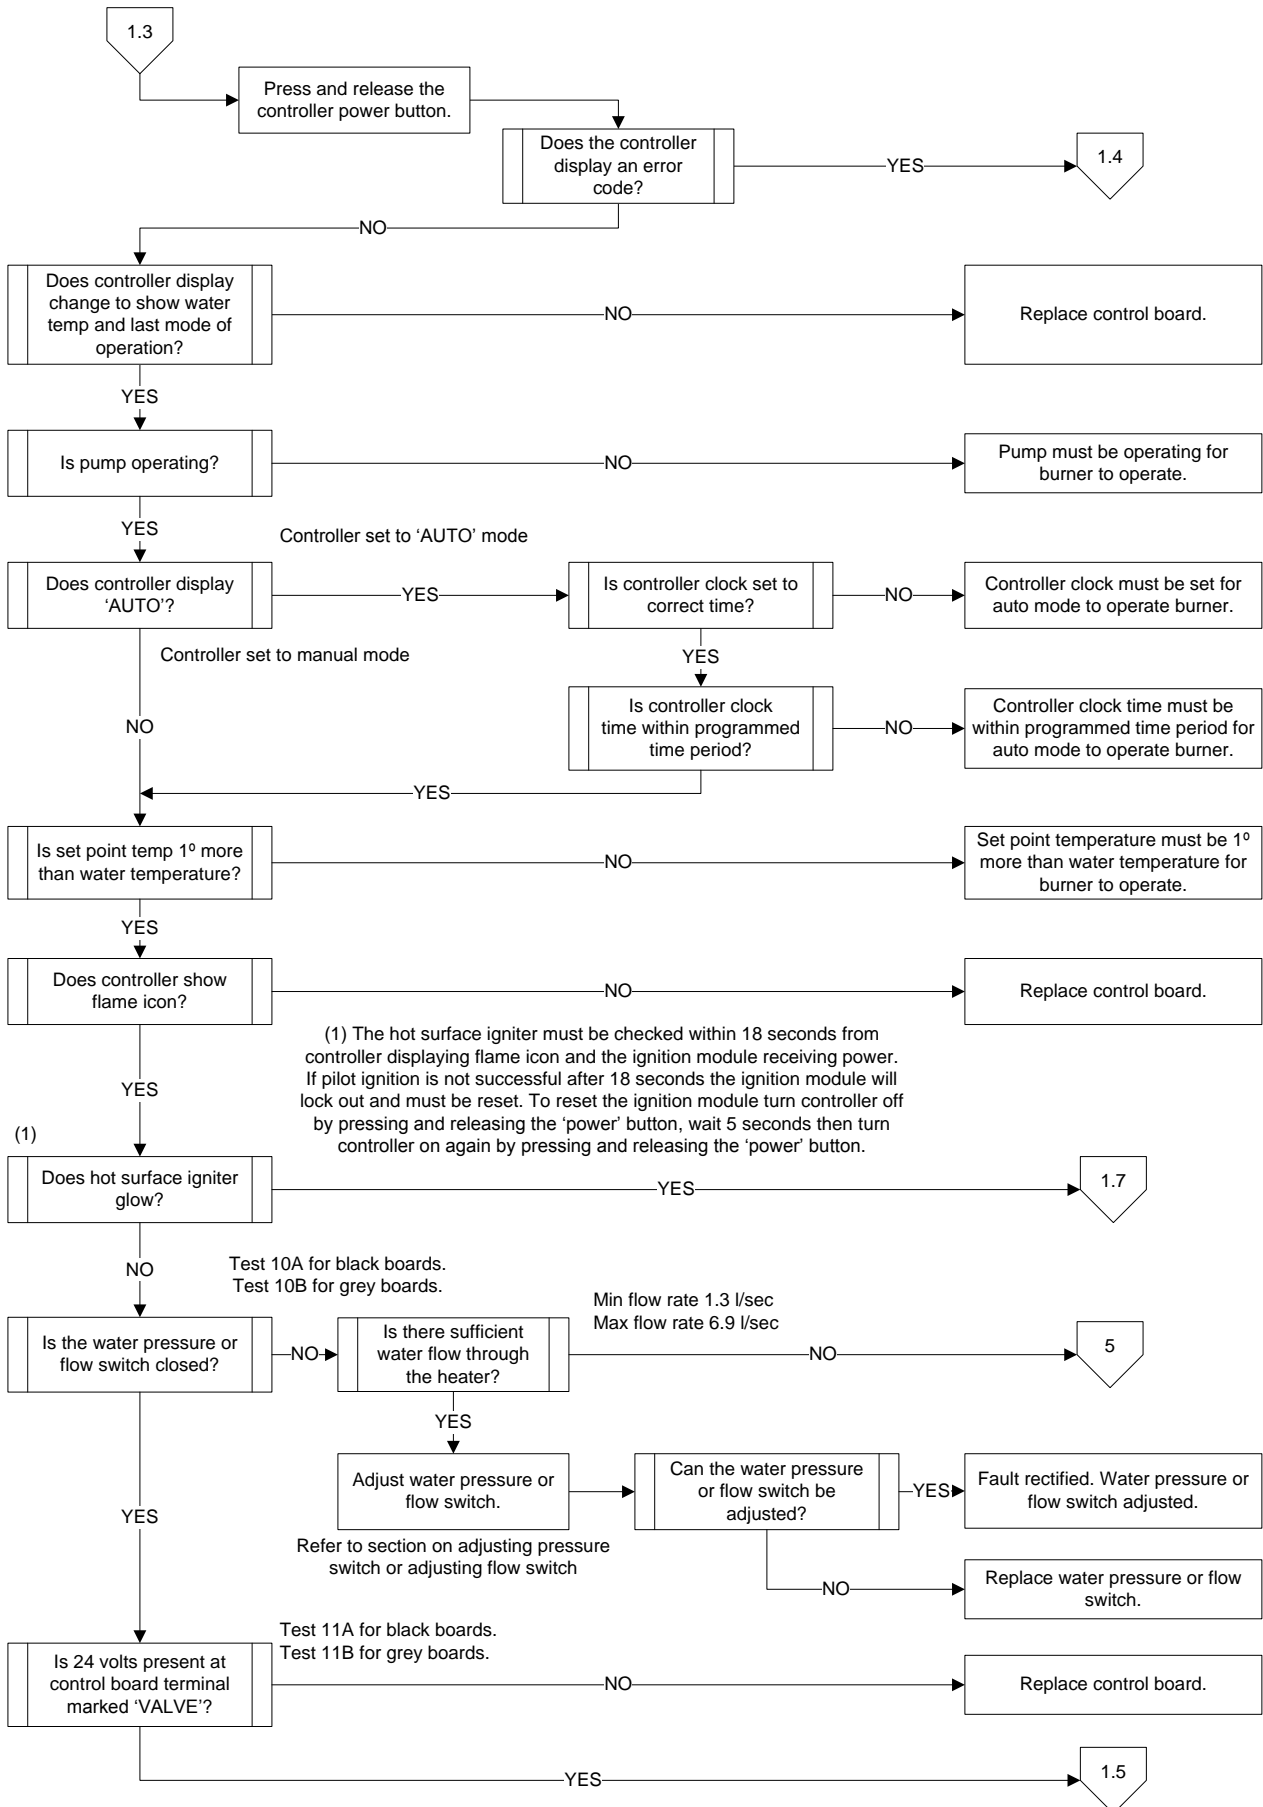 1.3
Press and release the
controller power button.
Does the controller
display an error
code?
YES
1.4
NO
Does controller display
change to show water
temp and last mode of
operation?
NO
Replace control board.
YES
Is pump operating?
NO
Pump must be operating for
burner to operate.
YES
Controller set to ‘AUTO’ mode
Does controller display
‘AUTO’?
YES
Is controller clock set to
correct time?
NO
Controller clock must be set for
auto mode to operate burner.
Controller set to manual mode
YES
NO
Is controller clock
time within programmed
time period?
NO
Controller clock time must be
within programmed time period for
auto mode to operate burner.
YES
Is set point temp 1º more
than water temperature?
NO
Set point temperature must be 1º
more than water temperature for
burner to operate.
YES
Does controller show
flame icon?
NO
Replace control board.
YES
(1) The hot surface igniter must be checked within 18 seconds from
controller displaying flame icon and the ignition module receiving power.
If pilot ignition is not successful after 18 seconds the ignition module will
lock out and must be reset. To reset the ignition module turn controller off
by pressing and releasing the ‘power’ button, wait 5 seconds then turn
controller on again by pressing and releasing the ‘power’ button.
(1)
Does hot surface igniter
glow?
YES
1.7
NO
Test 10A for black boards.
Test 10B for grey boards.
Min flow rate 1.3 l/sec
Max flow rate 6.9 l/sec
Is the water pressure or
flow switch closed?
NO
Is there sufficient
water flow through
the heater?
NO
5
YES
YES
Adjust water pressure or
flow switch.
Can the water pressure
or flow switch be
adjusted?
YES
Fault rectified. Water pressure or
flow switch adjusted.
Refer to section on adjusting pressure
switch or adjusting flow switch
NO
Replace water pressure or flow
switch.
Test 11A for black boards.
Test 11B for grey boards.
Is 24 volts present at
control board terminal
marked ‘VALVE’?
NO
Replace control board.
YES
1.5